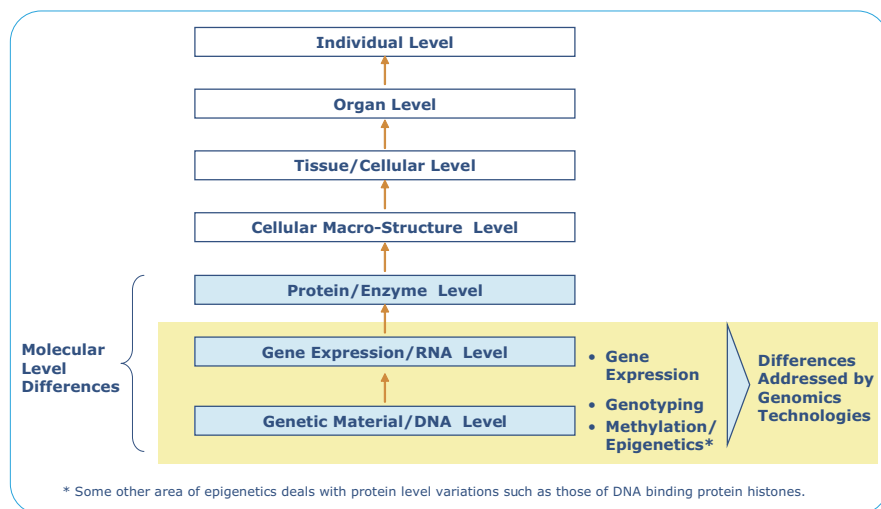 Individual Level
Organ Level
Tissue/Cellular Level
Cellular Macro-Structure Level
Protein/Enzyme Level
Molecular
Level
Differences
Gene Expression/RNA Level
Genetic Material/DNA Level
• Gene
Expression
• Genotyping
• Methylation/
Epigenetics*
Differences
Addressed by
Genomics
Technologies
* Some other area of epigenetics deals with protein level variations such as those of DNA binding protein histones.